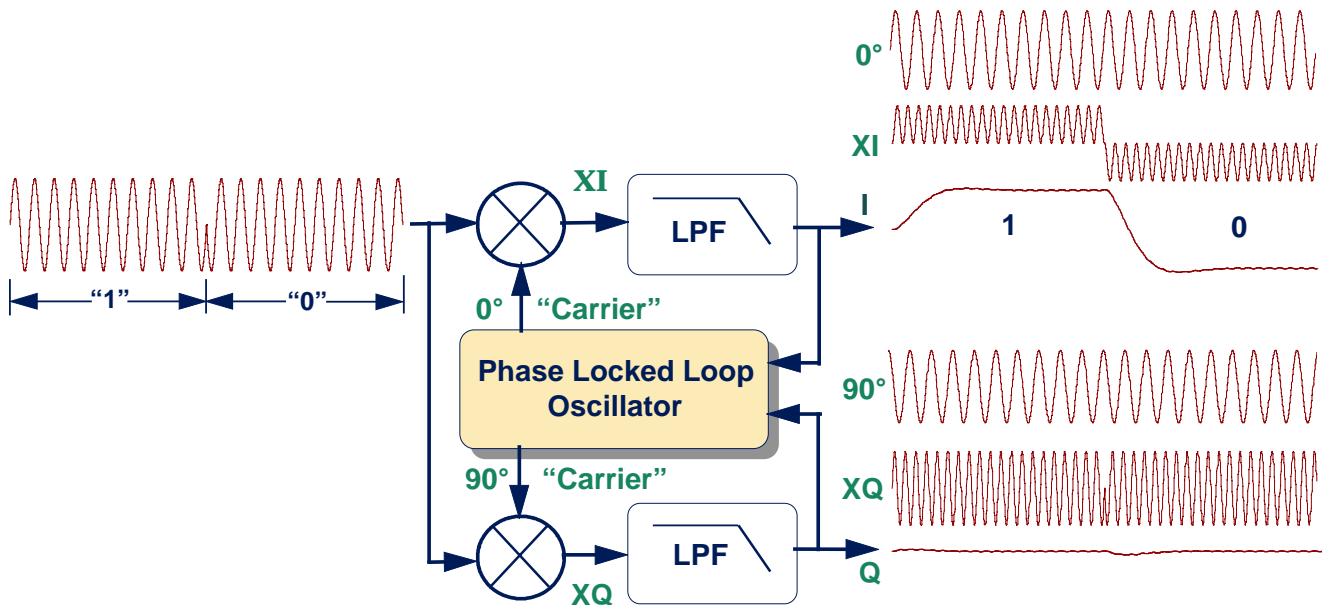 0°
XI
XI
LPF
I
1
0
“1”
“0”
0°
“Carrier”
Phase Locked Loop
Oscillator
90°
90°
“Carrier”
XQ
LPF
XQ
Q